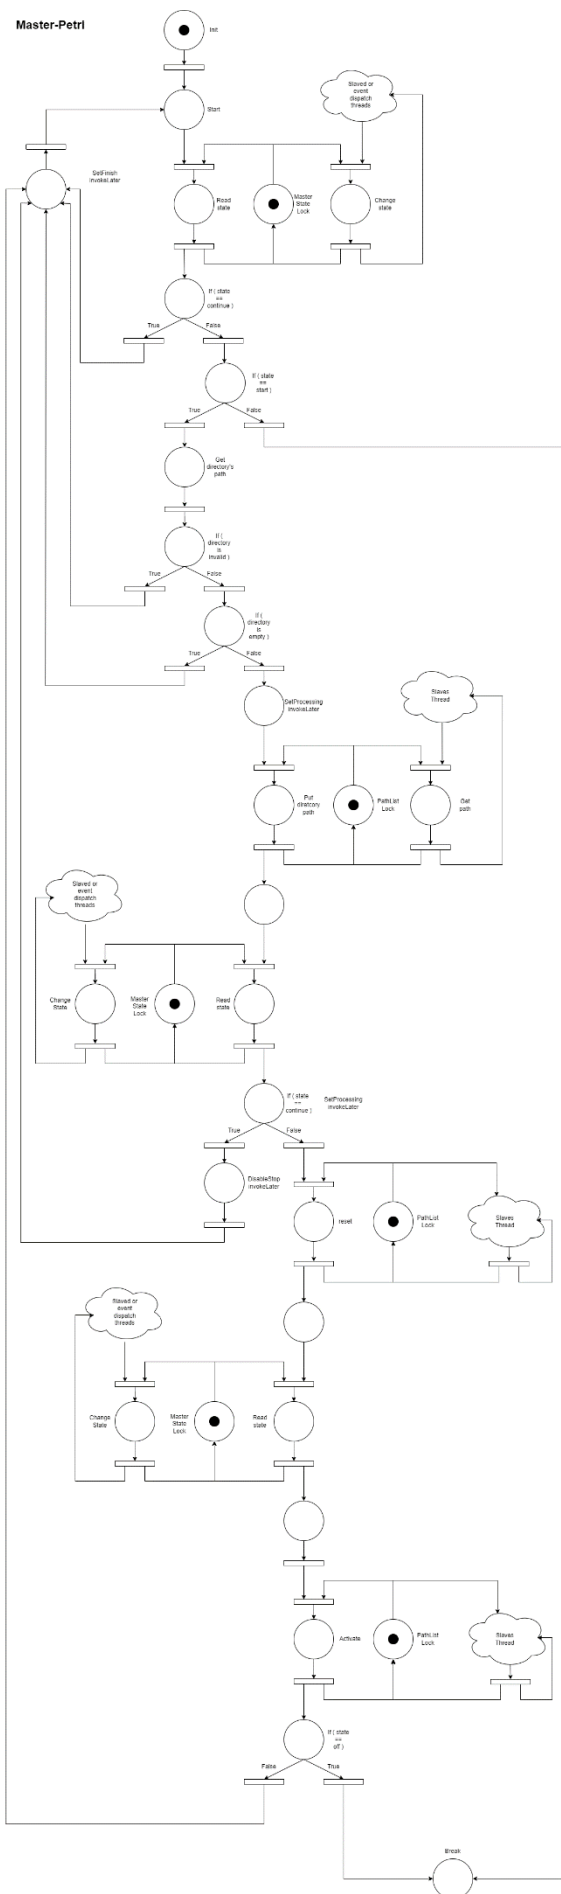 Master-Petri
Init
Start
Slaved or
event
dispatch
threads
SetFinish
invokeLater
Read
state
Master
State
Lock
Change
state
If ( state
==
continue )
True
False
If ( state
==
start )
True
False
Get
directory's
path
If (
directory
is
invalid )
True
False
If (
directory
is
empty )
True
False
SetProcessing
invokeLater
Slaves
Thread
Put
diretcory
path
PathList
Lock
Get
path
Slaved or
event
dispatch
threads
Change
State
Master
State
Lock
Read
state
If ( state
==
continue )
SetProcessing
invokeLater
True
False
DisableStop
invokeLater
reset
PathList
Lock
Slaves
Thread
Slaved or
event
dispatch
threads
Change
State
Master
State
Lock
Read
state
Activate
PathList
Lock
Slaves
Thread
If ( state
==
off )
False
True
Break